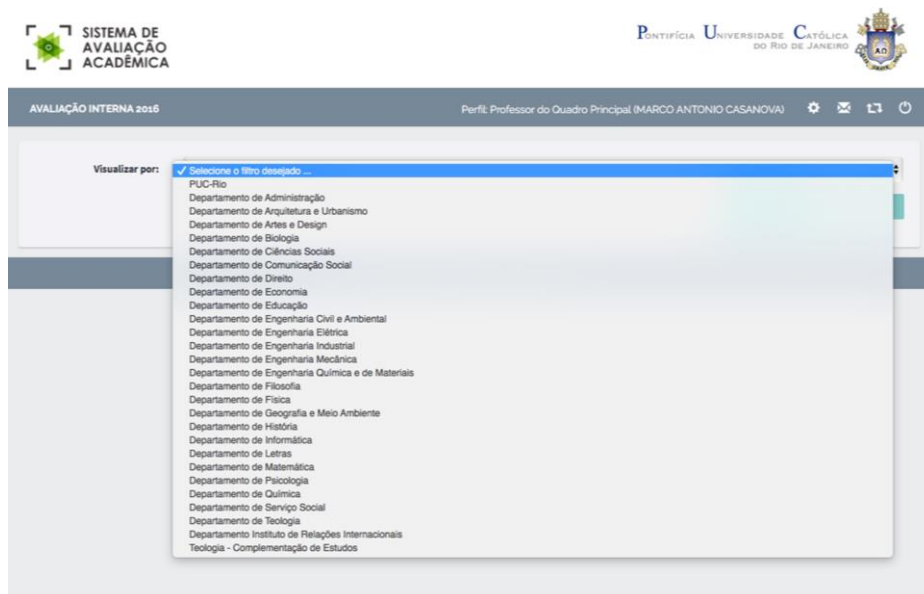 SISTEMA DE
AVALIAÇÃO
ACADÊMICA
PONTIFÍCIA UNIVERSIDADE CATÓLICA
DO RIO DE JANEIRO
AVALIAÇÃO INTERNA 2016
Perfil: Professor do Quadro Principal (MARCO ANTONIO CASANOVA)
Visualizar por:
✓ Selecione o filtro desejado ...
PUC-Rio
Departamento de Administração
Departamento de Arquitetura e Urbanismo
Departamento de Artes e Design
Departamento de Biologia
Departamento de Ciências Sociais
Departamento de Comunicação Social
Departamento de Direito
Departamento de Economia
Departamento de Educação
Departamento de Engenharia Civil e Ambiental
Departamento de Engenharia Elétrica
Departamento de Engenharia Industrial
Departamento de Engenharia Mecânica
Departamento de Engenharia Química e de Materiais
Departamento de Filosofia
Departamento de Física
Departamento de Geografia e Meio Ambiente
Departamento de História
Departamento de Informática
Departamento de Letras
Departamento de Matemática
Departamento de Psicologia
Departamento de Química
Departamento de Serviço Social
Departamento de Teologia
Departamento Instituto de Relações Internacionais
Teologia - Complementação de Estudos